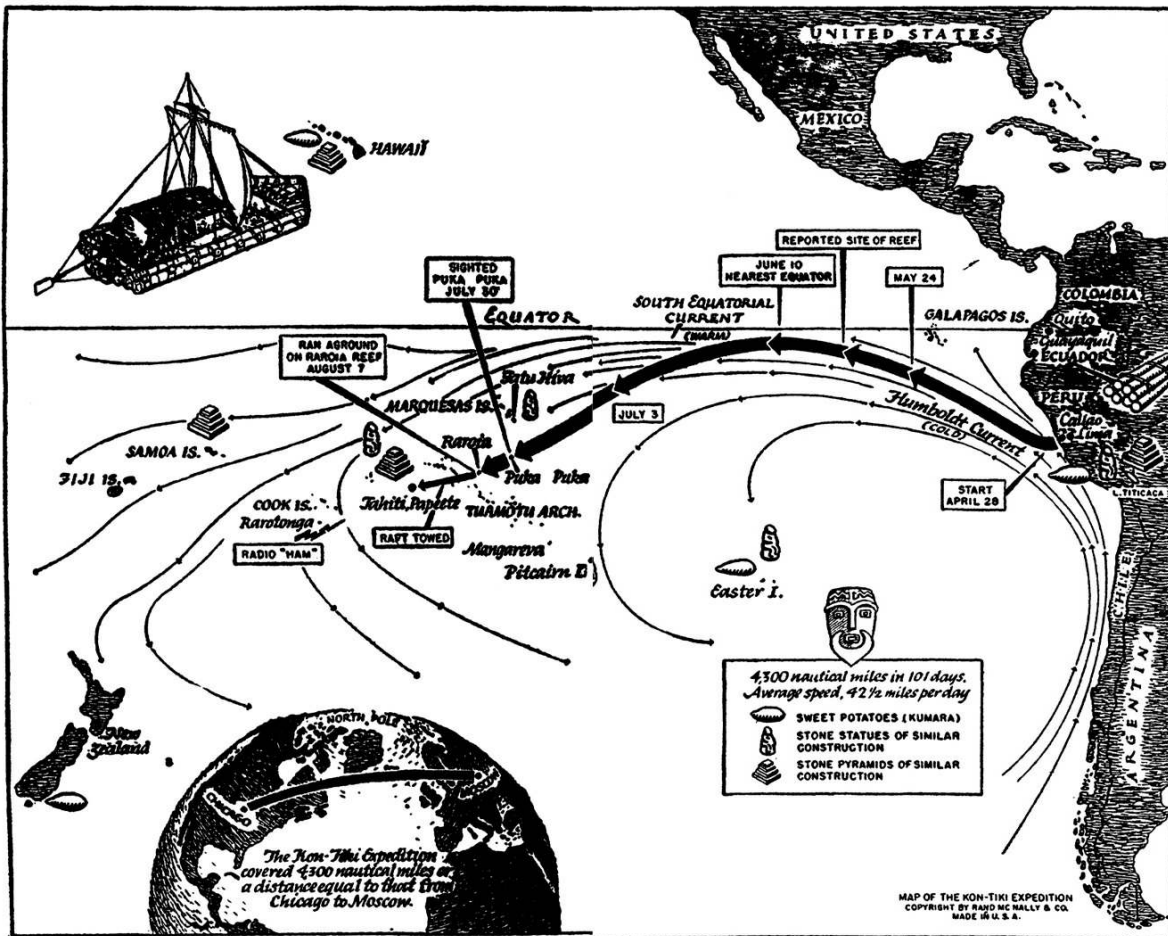 UNITED STATES
MEXICO
HAWAII
REPORTED SITE OF REEF
JUNE 10
NEAREST EQUATOR
MAY 24
SIGHTED
PUKA PUKA
JULY 30
COLOMBIA
SOUTH EQUATORIAL
CURRENT
EQUATOR
GALAPAGOS IS.
Quito
Guayaquil
ECUADOR
RAN AGROUND
ON RAROIA REEF
AUGUST 7
Fatu Hiva
MARQUESAS IS.
JULY 3
PERU
Humboldt Current
(COLD)
Callao
Lima
Raroia
SAMOA IS.
Puka Puka
FIJI IS.
START
APRIL 28
L. TITICACA
Tahiti, Papeete
COOK IS.
Rarotonga
TUAMOTU ARCH.
RAFT TOWED
RADIO "HAM"
Mangareva
Pitcairn
Easter I.
CHILE
ARGENTINA
4,300 nautical miles in 101 days.
Average speed, 42½ miles per day
SWEET POTATOES (KUMARA)
STONE STATUES OF SIMILAR
CONSTRUCTION
STONE PYRAMIDS OF SIMILAR
CONSTRUCTION
New
Zealand
NORTH POLE
CHICAGO
The Kon-Tiki Expedition
covered 4300 nautical miles or
a distance equal to that from
Chicago to Moscow.
MAP OF THE KON-TIKI EXPEDITION
COPYRIGHT BY RAND MCNALLY & CO.
MADE IN U.S.A.